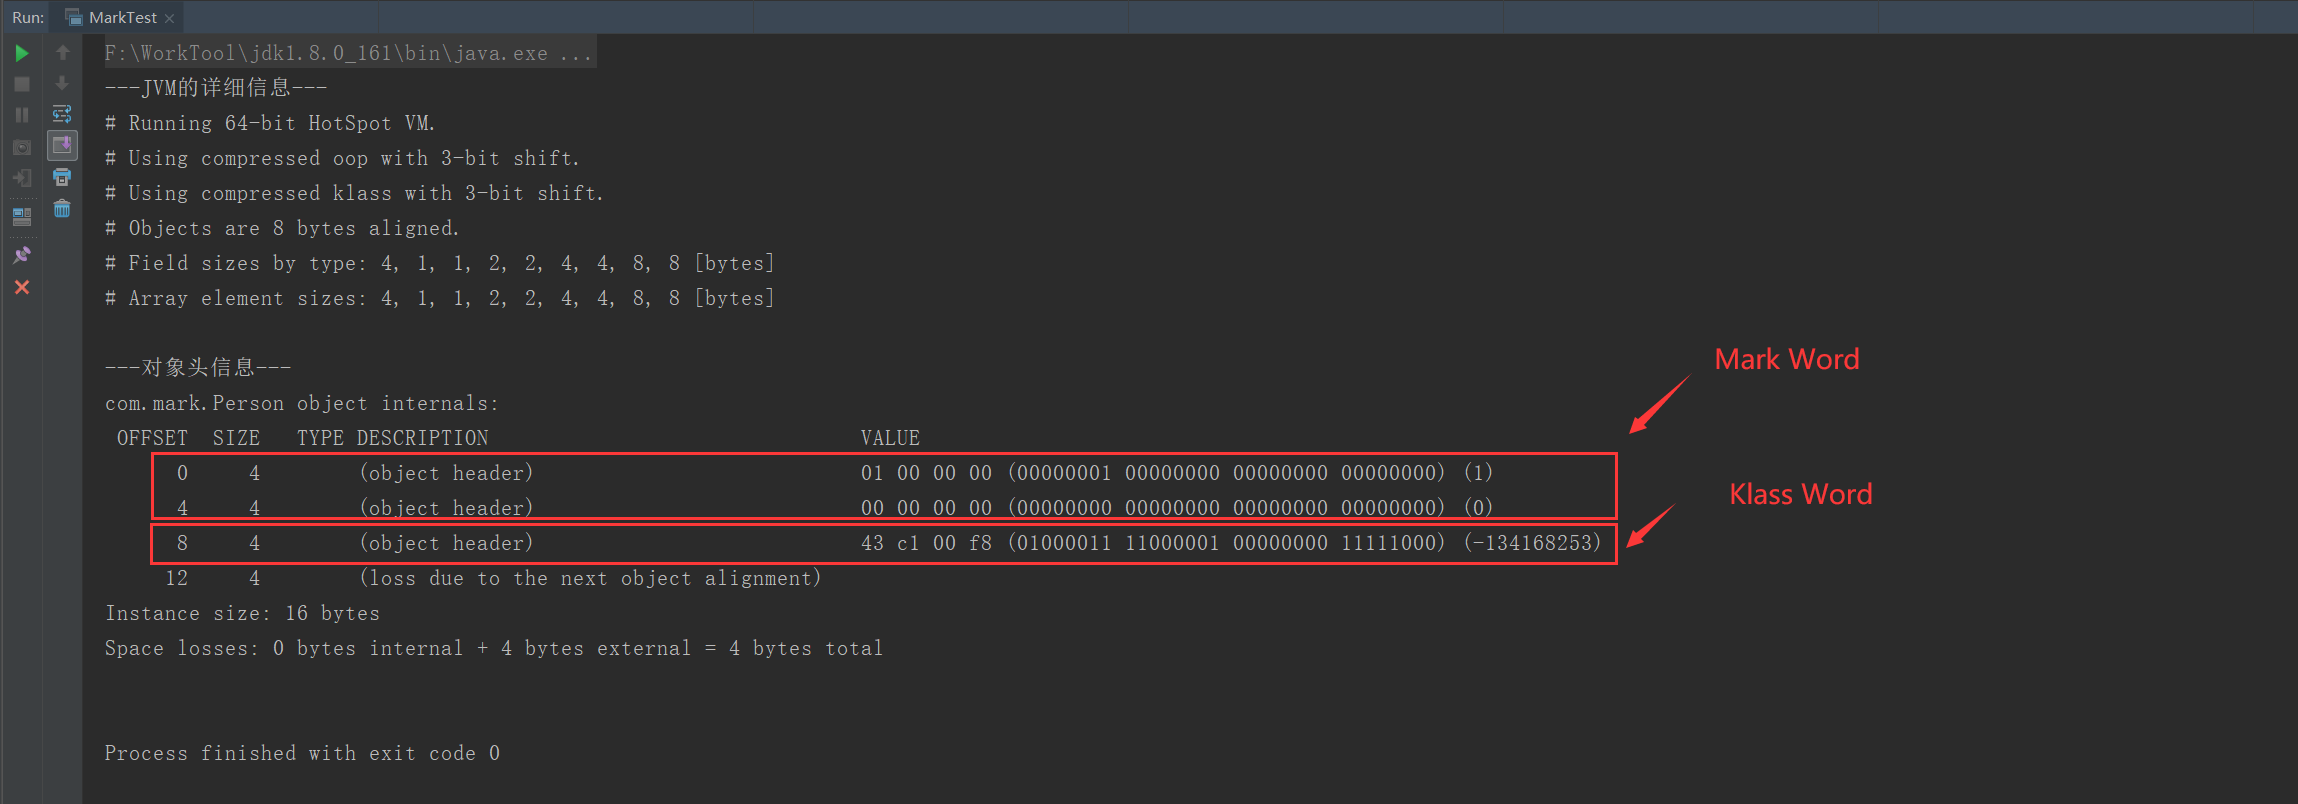 Run: MarkTest
F:\WorkTool\jdk1.8.0_161\bin\java.exe ...
---JVM的详细信息---
# Running 64-bit HotSpot VM.
# Using compressed oop with 3-bit shift.
# Using compressed klass with 3-bit shift.
# Objects are 8 bytes aligned.
# Field sizes by type: 4, 1, 1, 2, 2, 4, 4, 8, 8 [bytes]
# Array element sizes: 4, 1, 1, 2, 2, 4, 4, 8, 8 [bytes]
---对象头信息---
Mark Word
com.mark.Person object internals:
OFFSET SIZE TYPE DESCRIPTION VALUE
0 4 (object header) 01 00 00 00 (00000001 00000000 00000000 00000000) (1)
Klass Word
4 4 (object header) 00 00 00 00 (00000000 00000000 00000000 00000000) (0)
8 4 (object header) 43 c1 00 f8 (01000011 11000001 00000000 11111000) (-134168253)
12 4 (loss due to the next object alignment)
Instance size: 16 bytes
Space losses: 0 bytes internal + 4 bytes external = 4 bytes total
Process finished with exit code 0